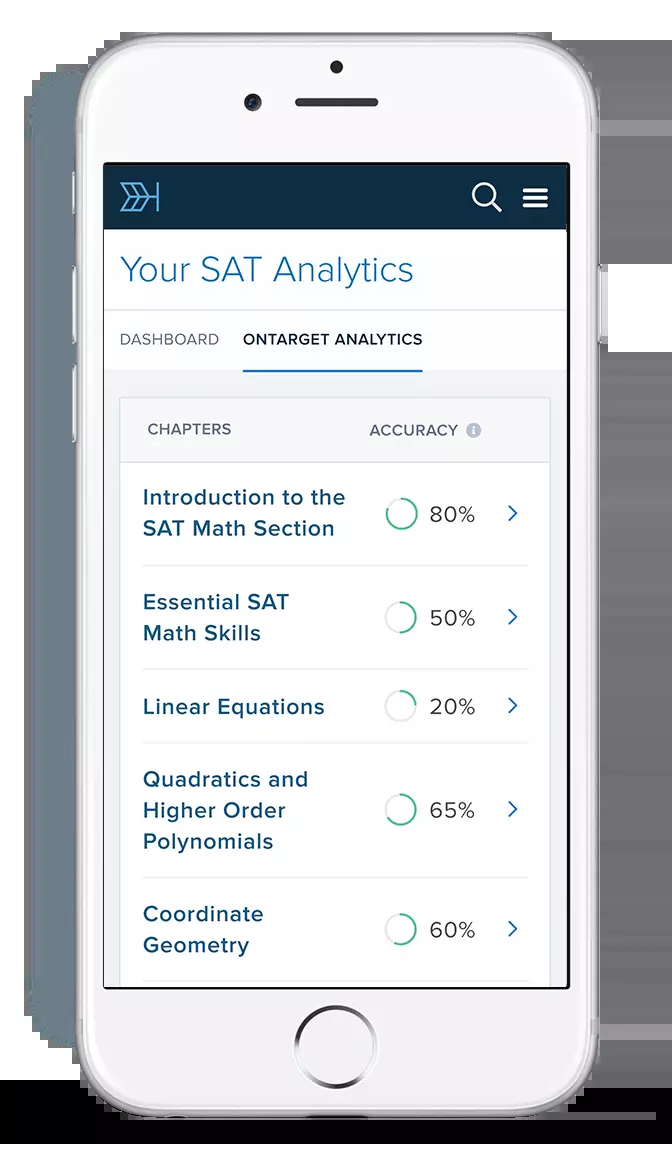 Your SAT Analytics
DASHBOARD ONTARGET ANALYTICS
CHAPTERS ACCURACY i
Introduction to the
SAT Math Section 80%
Essential SAT
Math Skills 50%
Linear Equations 20%
Quadratics and
Higher Order 65%
Polynomials
Coordinate
Geometry 60%